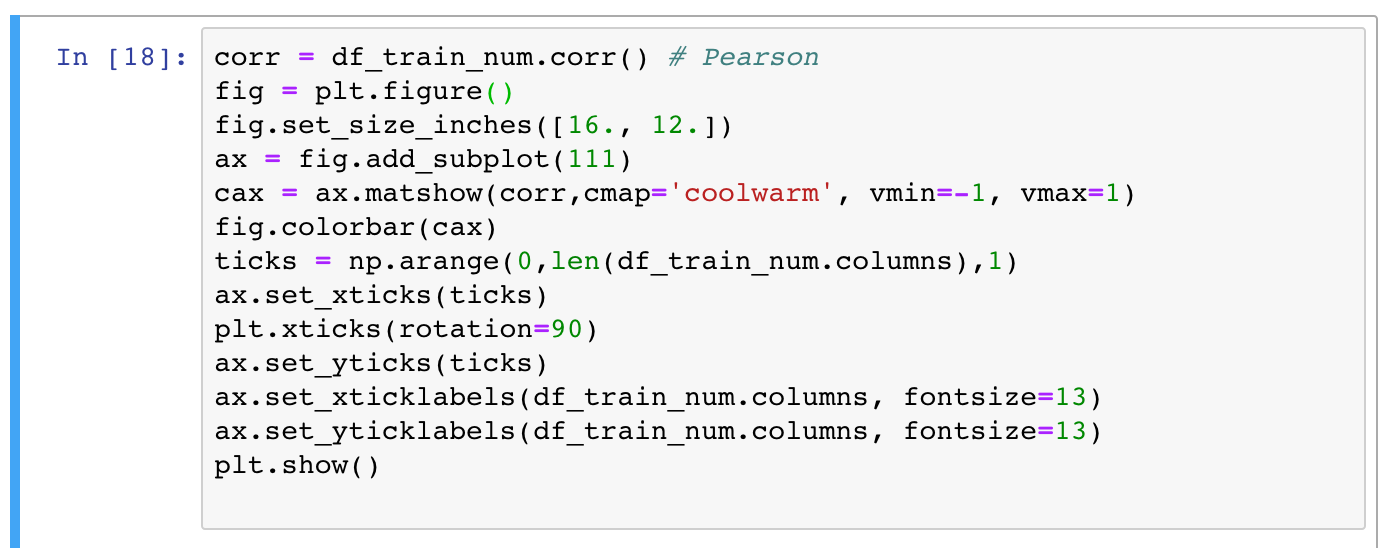 In [18]: corr = df_train_num.corr() # Pearson
fig = plt.figure()
fig.set_size_inches([16., 12.])
ax = fig.add_subplot(111)
cax = ax.matshow(corr,cmap='coolwarm', vmin=-1, vmax=1)
fig.colorbar(cax)
ticks = np.arange(0,len(df_train_num.columns),1)
ax.set_xticks(ticks)
plt.xticks(rotation=90)
ax.set_yticks(ticks)
ax.set_xticklabels(df_train_num.columns, fontsize=13)
ax.set_yticklabels(df_train_num.columns, fontsize=13)
plt.show()